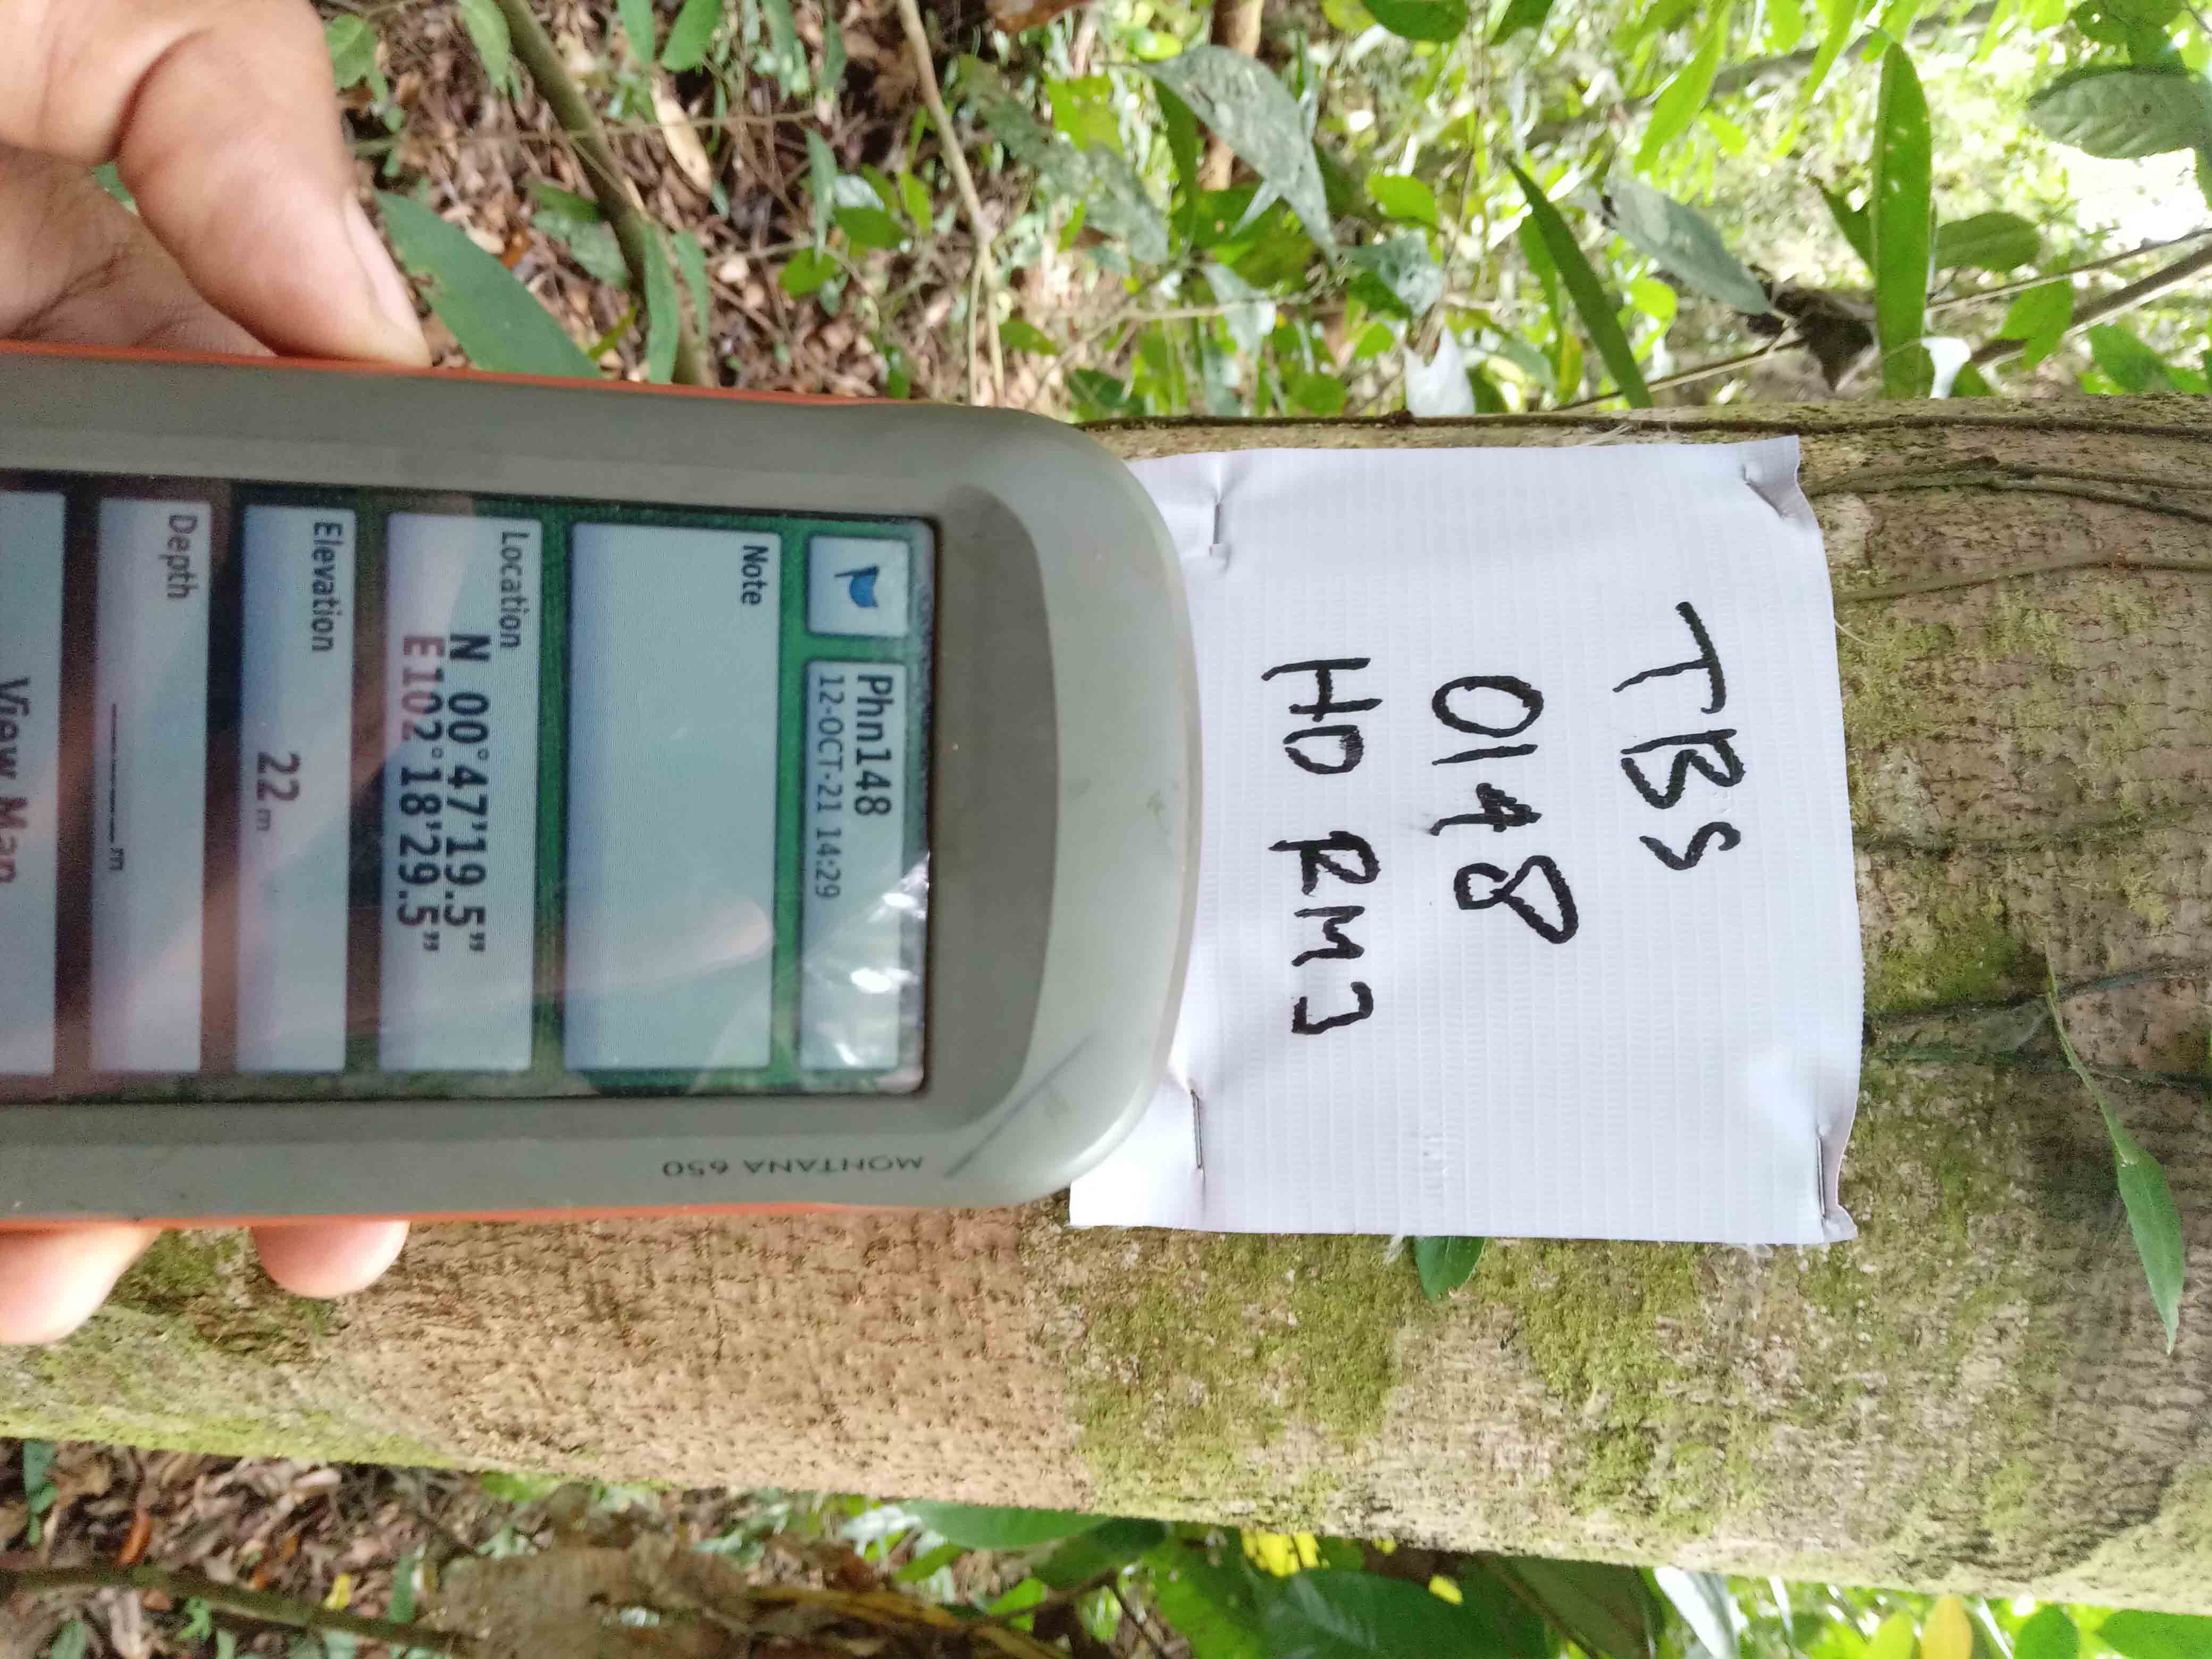 TBS
0148
HD RMJ
MONTANA 650
Phn148
12-OCT-21 14:29
Note
Location
N 00°47'19.5"
E102°18'29.5"
Elevation
22 m
Depth
_____ m
View Map